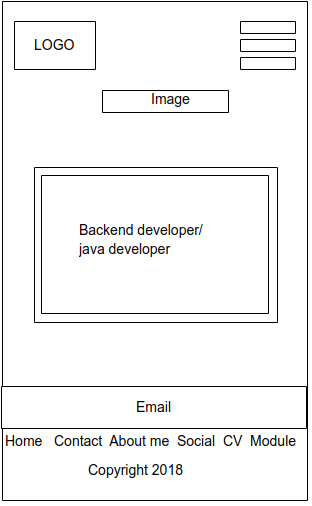 LOGO
Image
Backend developer/
java developer
Email
Home Contact About me Social CV Module
Copyright 2018